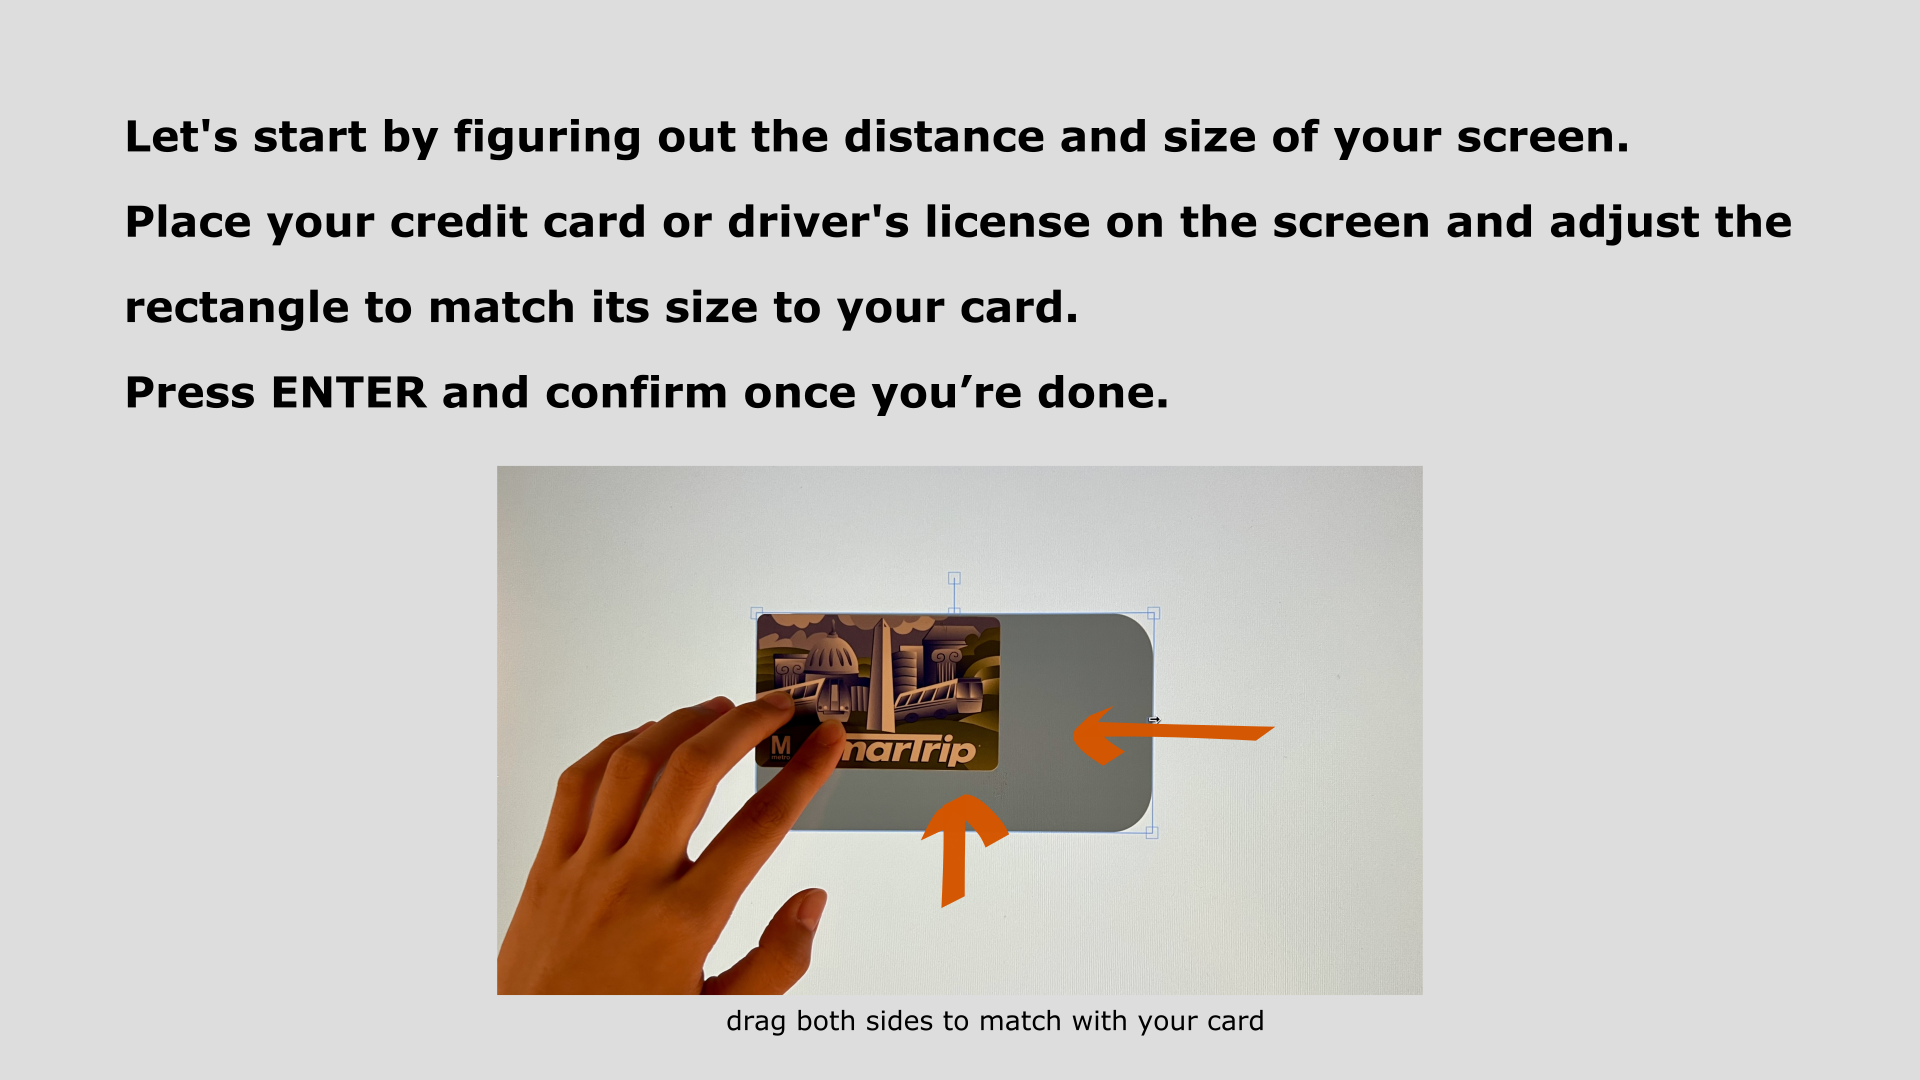 Let's start by figuring out the distance and size of your screen.
Place your credit card or driver's license on the screen and adjust the
rectangle to match its size to your card.
Press ENTER and confirm once you’re done.
marTrip
M
metro
drag both sides to match with your card